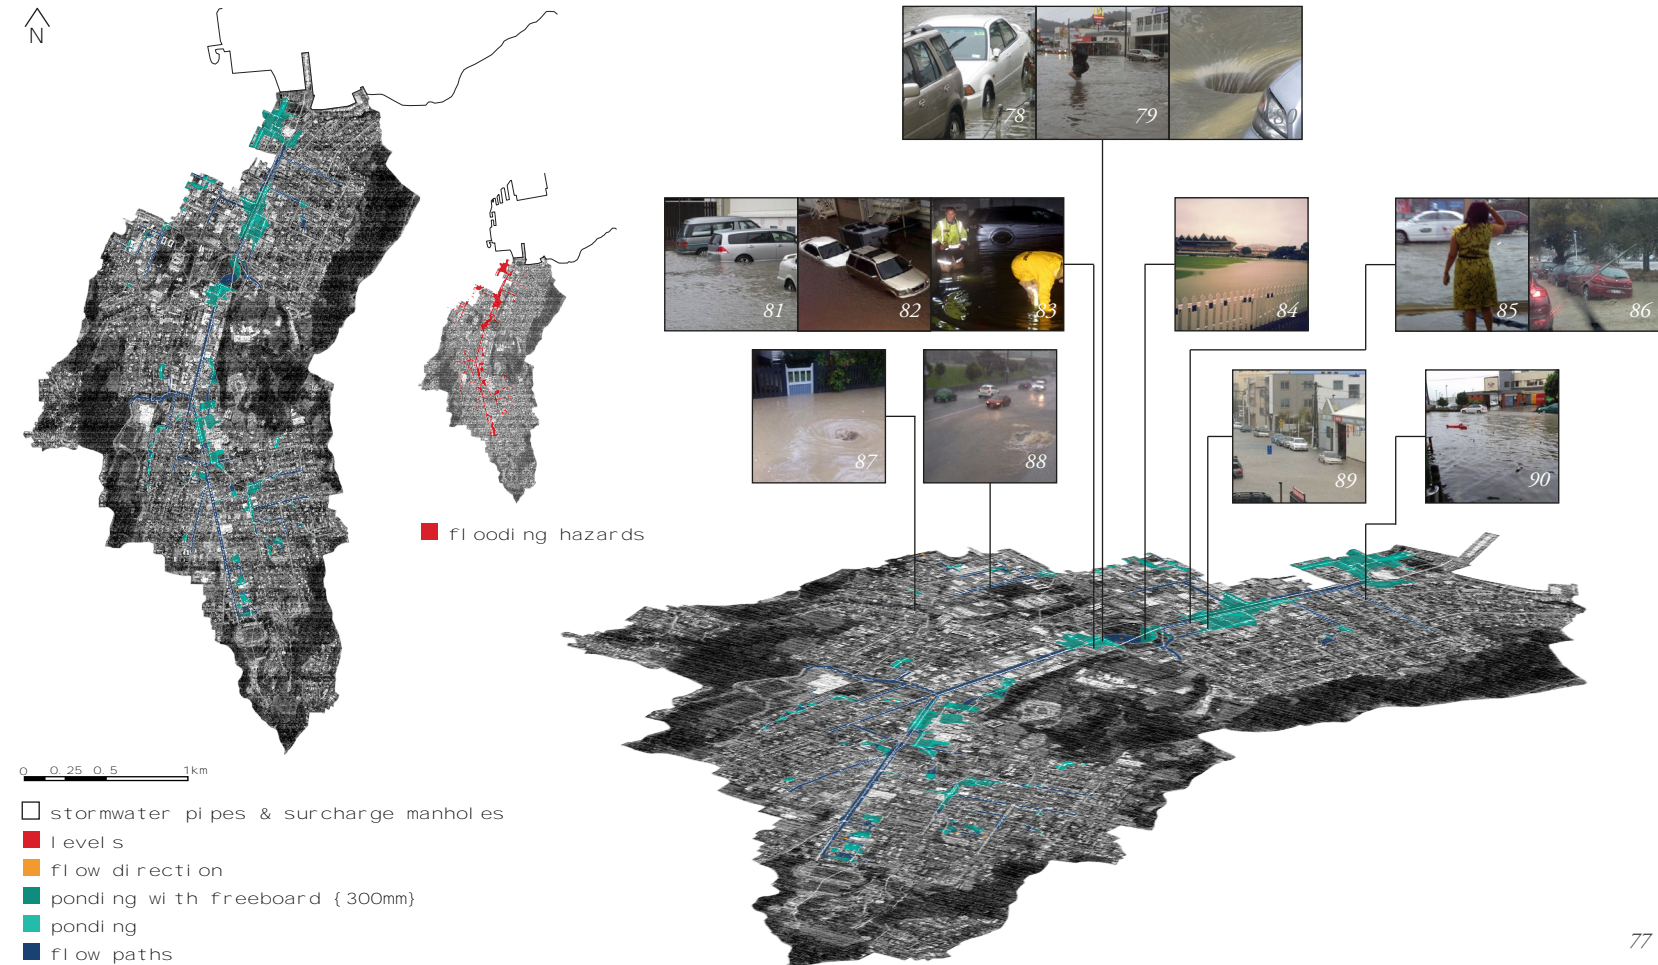 N
78
79
81
82
83
84
85
86
87
88
89
90
flooding hazards
0 0.25 0.5 1km
stormwater pipes & surcharge manholes
levels
flow direction
ponding with freeboard {300mm}
ponding
flow paths
77